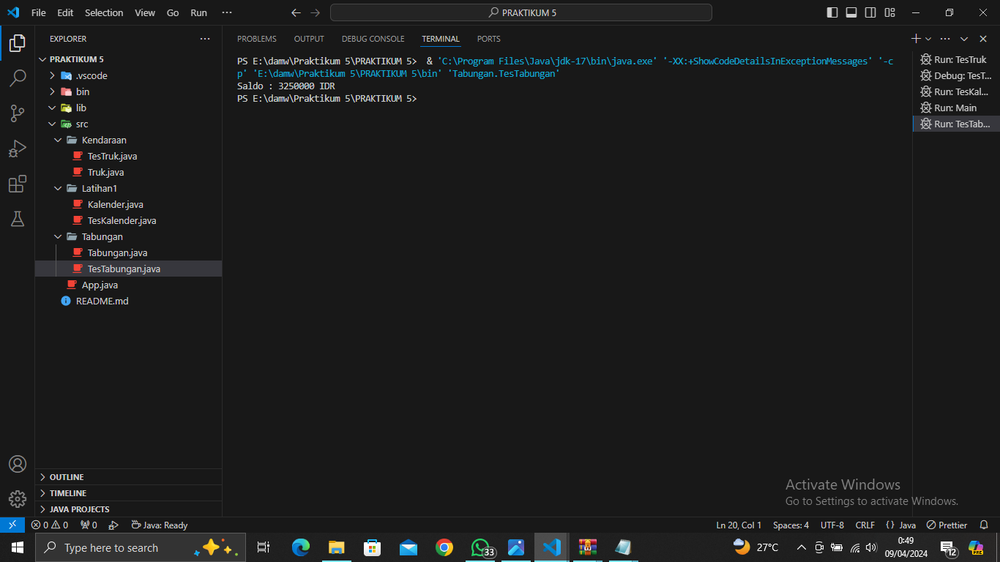 File Edit Selection View Go Run ···
PRAKTIKUM 5
EXPLORER
PRAKTIKUM 5
.vscode
bin
lib
src
Kendaraan
TesTruk.java
Truk.java
Latihan1
Kalender.java
TesKalender.java
Tabungan
Tabungan.java
TesTabungan.java
App.java
README.md
OUTLINE
TIMELINE
JAVA PROJECTS
PROBLEMS OUTPUT DEBUG CONSOLE TERMINAL PORTS
PS E:\damw\Praktikum 5\PRAKTIKUM 5> & 'C:\Program Files\Java\jdk-17\bin\java.exe' '-XX:+ShowCodeDetailsInExceptionMessages' '-c
p' 'E:\damw\Praktikum 5\PRAKTIKUM 5\bin' 'Tabungan.TesTabungan'
Saldo : 3250000 IDR
PS E:\damw\Praktikum 5\PRAKTIKUM 5>
Run: TesTruk
Debug: TesT...
Run: TesKal...
Run: Main
Run: TesTab...
Activate Windows
Go to Settings to activate Windows.
0 0 0 Java: Ready Ln 20, Col 1 Spaces: 4 UTF-8 CRLF {} Java Prettier
Type here to search 33 27°C 0:49 12 PRE
09/04/2024